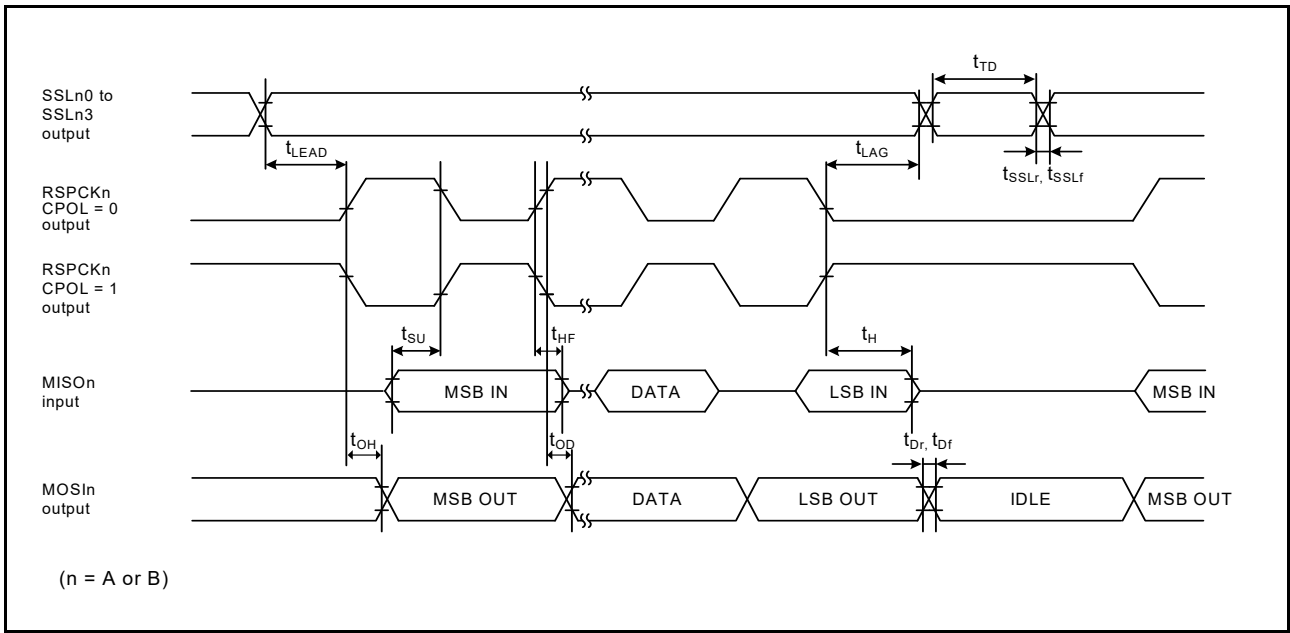 tTD
SSLn0 to
SSLn3
output
tLEAD
tLAG
tSSLr, tSSLf
RSPCKn
CPOL = 0
output
RSPCKn
CPOL = 1
output
tSU
tHF
tH
MISOn
input
MSB IN
DATA
LSB IN
MSB IN
tOH
tOD
tDr, tDf
MOSIn
output
MSB OUT
DATA
LSB OUT
IDLE
MSB OUT
(n = A or B)